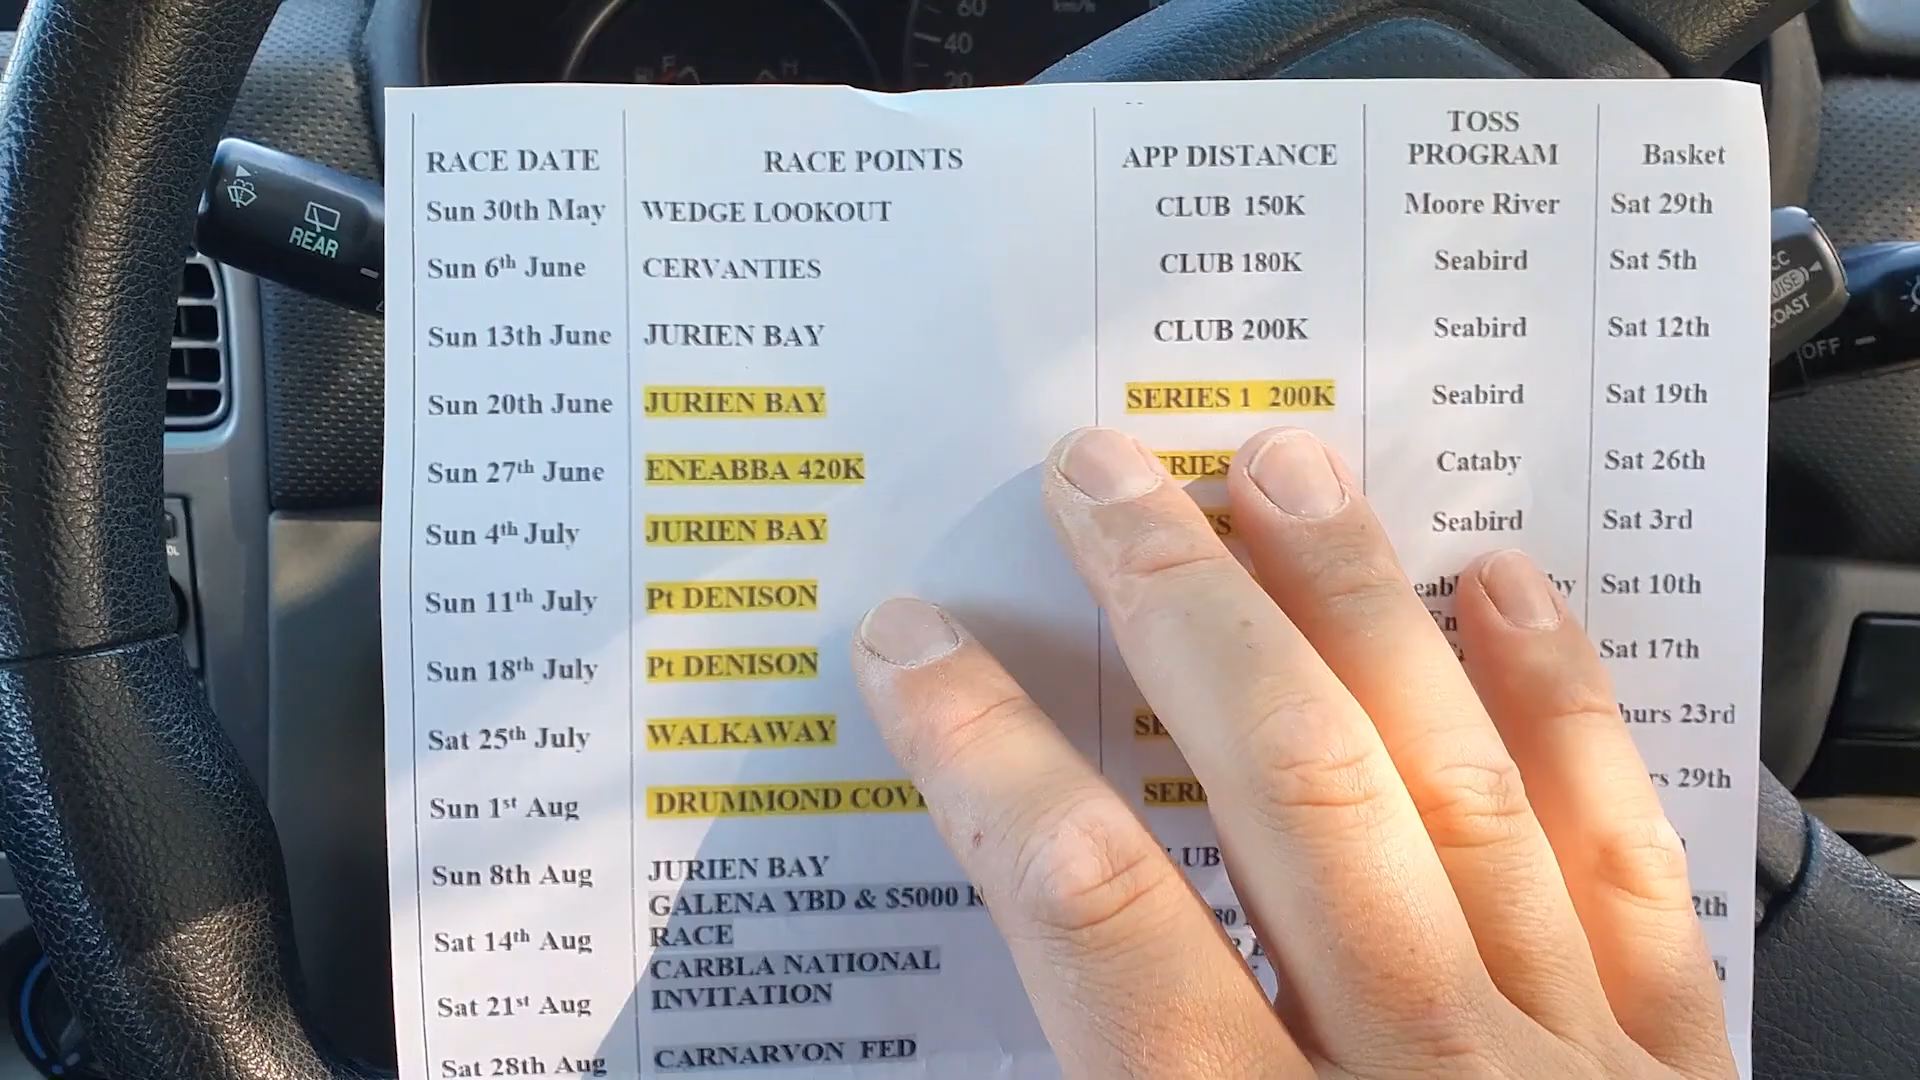 60
km/h
40
20
F
H
REAR
CRUISE
COAST
OFF
TOSS
RACE DATE RACE POINTS APP DISTANCE PROGRAM Basket
Sun 30th May WEDGE LOOKOUT CLUB 150K Moore River Sat 29th
Sun 6th June CERVANTIES CLUB 180K Seabird Sat 5th
Sun 13th June JURIEN BAY CLUB 200K Seabird Sat 12th
Sun 20th June JURIEN BAY SERIES 1 200K Seabird Sat 19th
Sun 27th June ENEABBA 420K Cataby Sat 26th
Sun 4th July JURIEN BAY Seabird Sat 3rd
Sun 11th July Pt DENISON Sat 10th
Sun 18th July Pt DENISON Sat 17th
Sat 25th July WALKAWAY 23rd
Sun 1st Aug DRUMMOND 29th
Sun 8th Aug JURIEN BAY
GALENA YBD & $5000
Sat 14th Aug RACE
CARBLA NATIONAL
Sat 21st Aug INVITATION
Sat 28th Aug CARNARVON FED